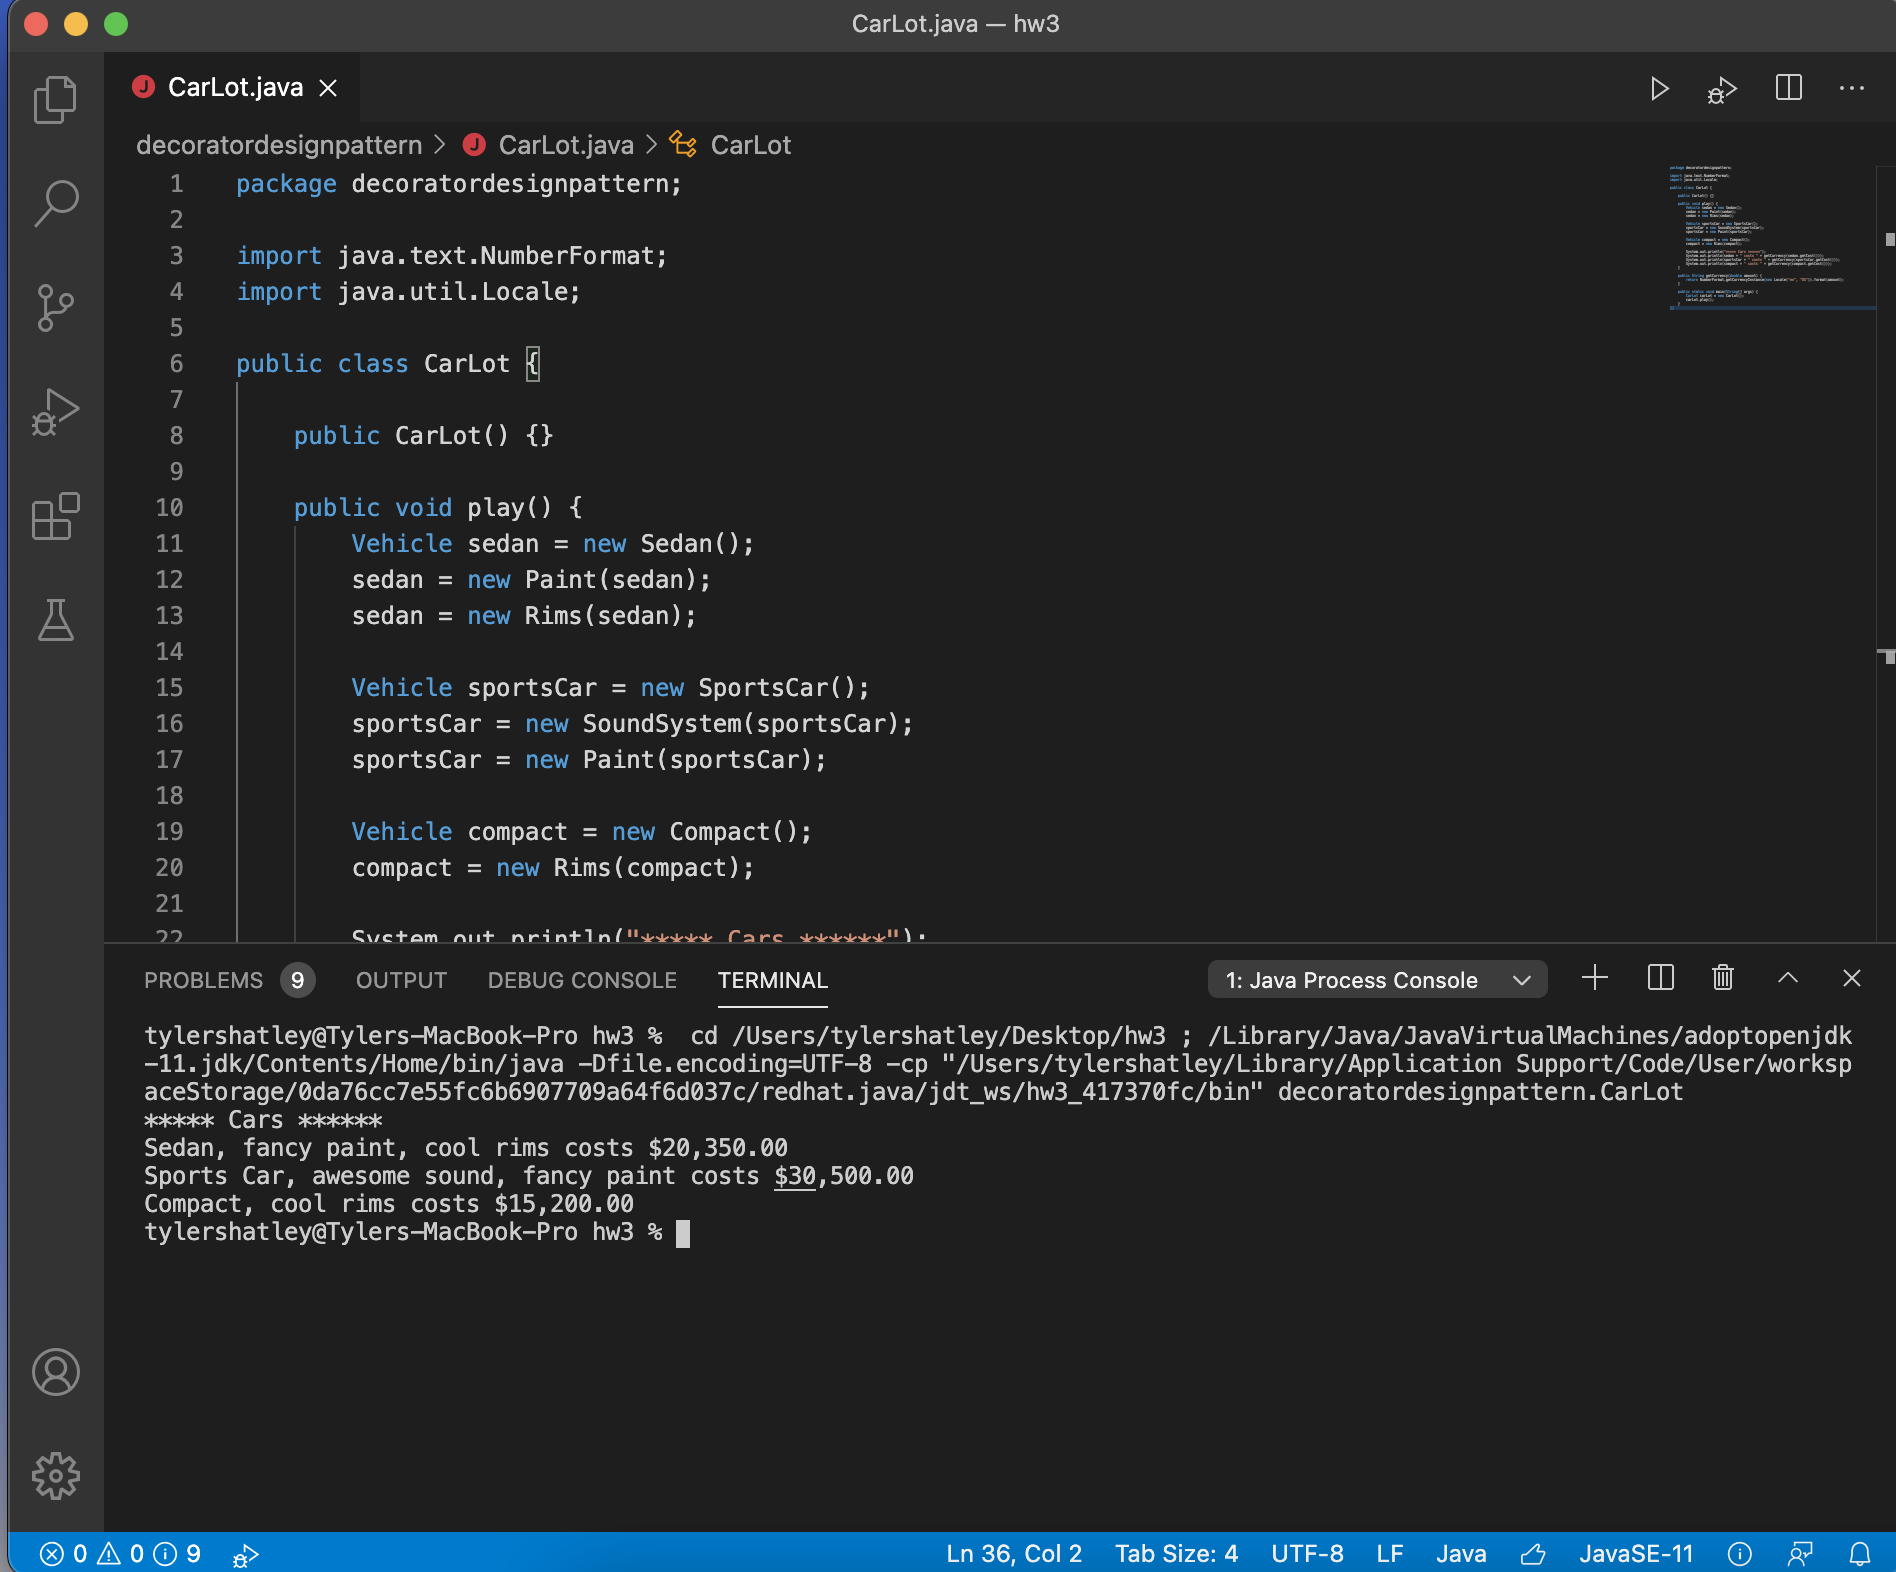 CarLot.java — hw3
CarLot.java
decoratordesignpattern > CarLot.java > CarLot
1 package decoratordesignpattern;
2
3 import java.text.NumberFormat;
4 import java.util.Locale;
5
6 public class CarLot {
7
8 public CarLot() {}
9
10 public void play() {
11 Vehicle sedan = new Sedan();
12 sedan = new Paint(sedan);
13 sedan = new Rims(sedan);
14
15 Vehicle sportsCar = new SportsCar();
16 sportsCar = new SoundSystem(sportsCar);
17 sportsCar = new Paint(sportsCar);
18
19 Vehicle compact = new Compact();
20 compact = new Rims(compact);
21
22 System.out.println("***** Cars ******");
PROBLEMS 9 OUTPUT DEBUG CONSOLE TERMINAL 1: Java Process Console
tylershatley@Tylers-MacBook-Pro hw3 %  cd /Users/tylershatley/Desktop/hw3 ; /Library/Java/JavaVirtualMachines/adoptopenjdk
-11.jdk/Contents/Home/bin/java -Dfile.encoding=UTF-8 -cp "/Users/tylershatley/Library/Application Support/Code/User/worksp
aceStorage/0da76cc7e55fc6b6907709a64f6d037c/redhat.java/jdt_ws/hw3_417370fc/bin" decoratordesignpattern.CarLot
***** Cars ******
Sedan, fancy paint, cool rims costs $20,350.00
Sports Car, awesome sound, fancy paint costs $30,500.00
Compact, cool rims costs $15,200.00
tylershatley@Tylers-MacBook-Pro hw3 %
0 0 9 Ln 36, Col 2 Tab Size: 4 UTF-8 LF Java JavaSE-11